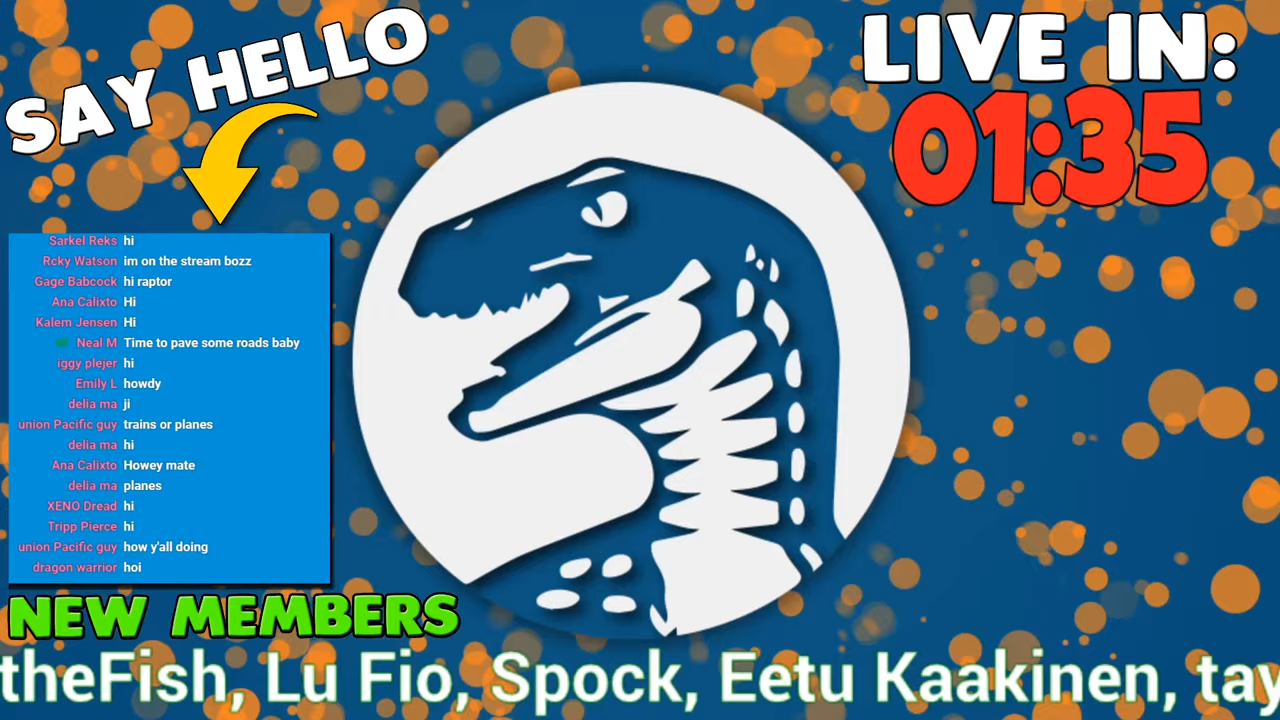 SAY HELLO
LIVE IN:
01:35
Sarkel Reks hi
Rcky Watson im on the stream bozz
Gage Babcock hi raptor
Ana Calixto Hi
Kalem Jensen Hi
Neal M Time to pave some roads baby
iggy plejer hi
Emily L howdy
delia ma ji
union Pacific guy trains or planes
delia ma hi
Ana Calixto Howey mate
delia ma planes
XENO Dread hi
Tripp Pierce hi
union Pacific guy how y'all doing
dragon warrior hoi
NEW MEMBERS
theFish, Lu Fio, Spock, Eetu Kaakinen, tay